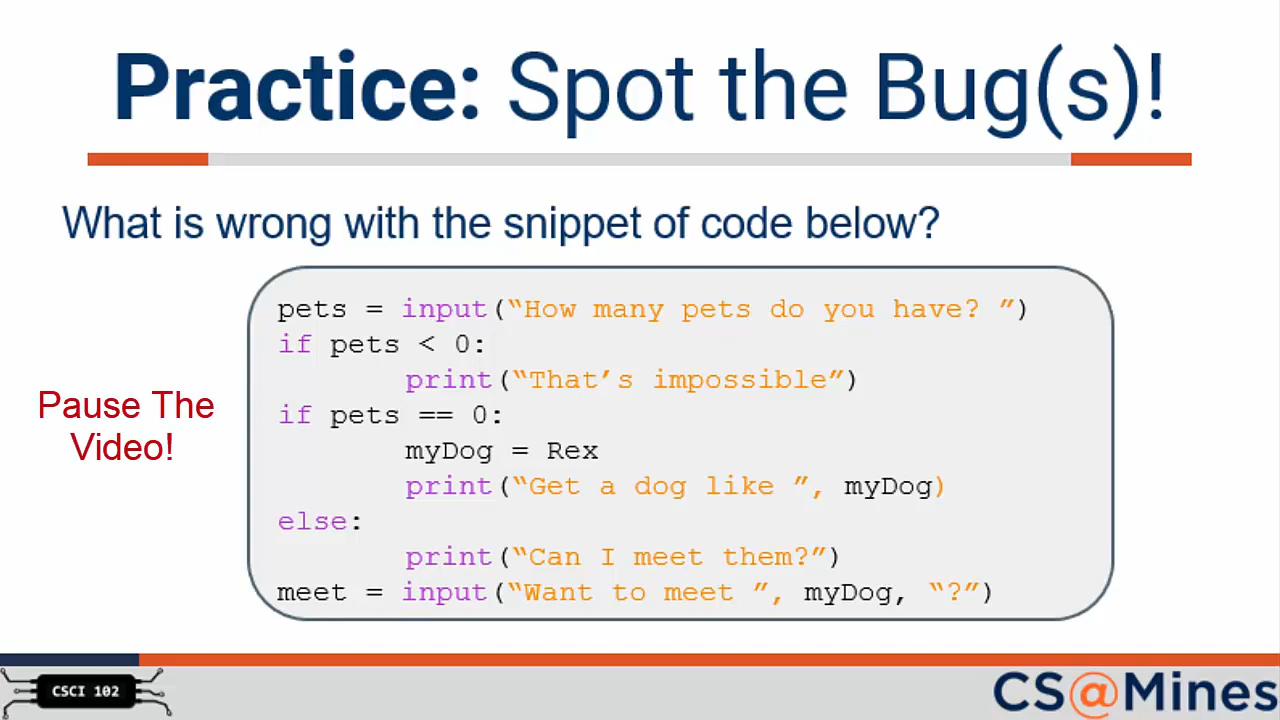 Practice: Spot the Bug(s)!
What is wrong with the snippet of code below?
Pause The
Video!
pets = input(“How many pets do you have? ”)
if pets < 0:
        print(“That’s impossible”)
if pets == 0:
        myDog = Rex
        print(“Get a dog like ”, myDog)
else:
        print(“Can I meet them?”)
meet = input(“Want to meet ”, myDog, “?”)
CSCI 102
CS@Mines